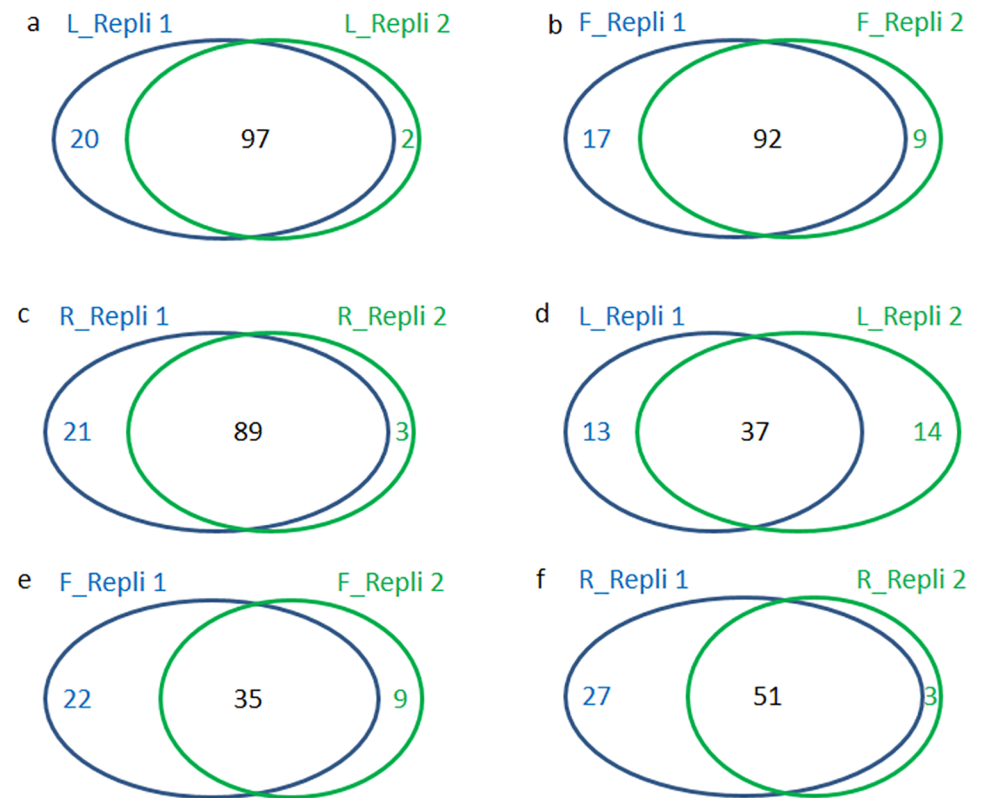 a L_Repli 1 L_Repli 2
20 97 2
b F_Repli 1 F_Repli 2
17 92 9
c R_Repli 1 R_Repli 2
21 89 3
d L_Repli 1 L_Repli 2
13 37 14
e F_Repli 1 F_Repli 2
22 35 9
f R_Repli 1 R_Repli 2
27 51 3